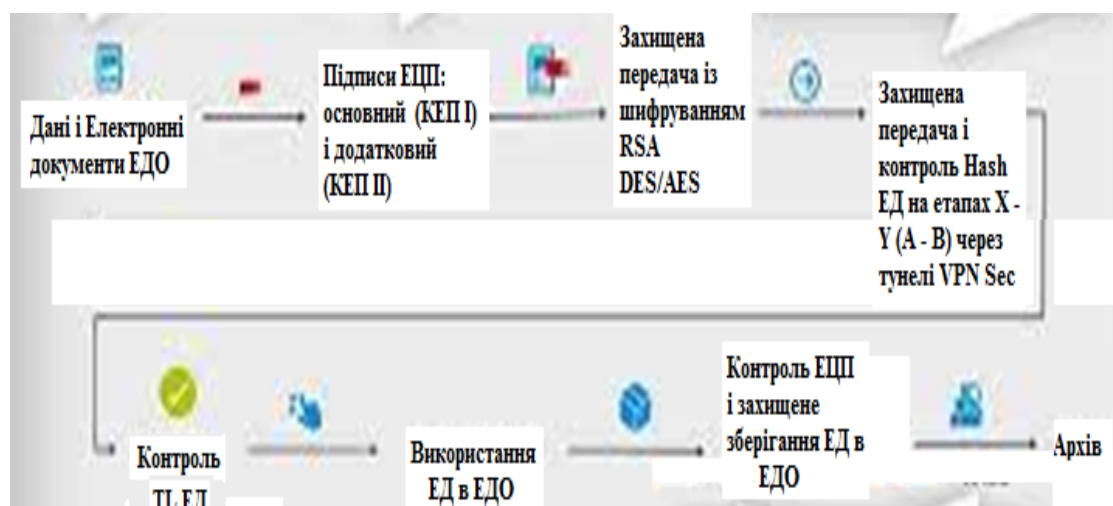 Дані і Електронні
документи ЕДО
Підписи ЕЦП:
основний (КЕП І)
і додатковий
(КЕП ІІ)
Захищена
передача із
шифруванням
RSA
DES/AES
Захищена
передача і
контроль Hash
ЕД на етапах X -
Y (A - B) через
тунелі VPN Sec
Контроль
ЕД
Використання
ЕД в ЕДО
Контроль ЕЦП
і захищене
зберігання ЕД в
ЕДО
Архів